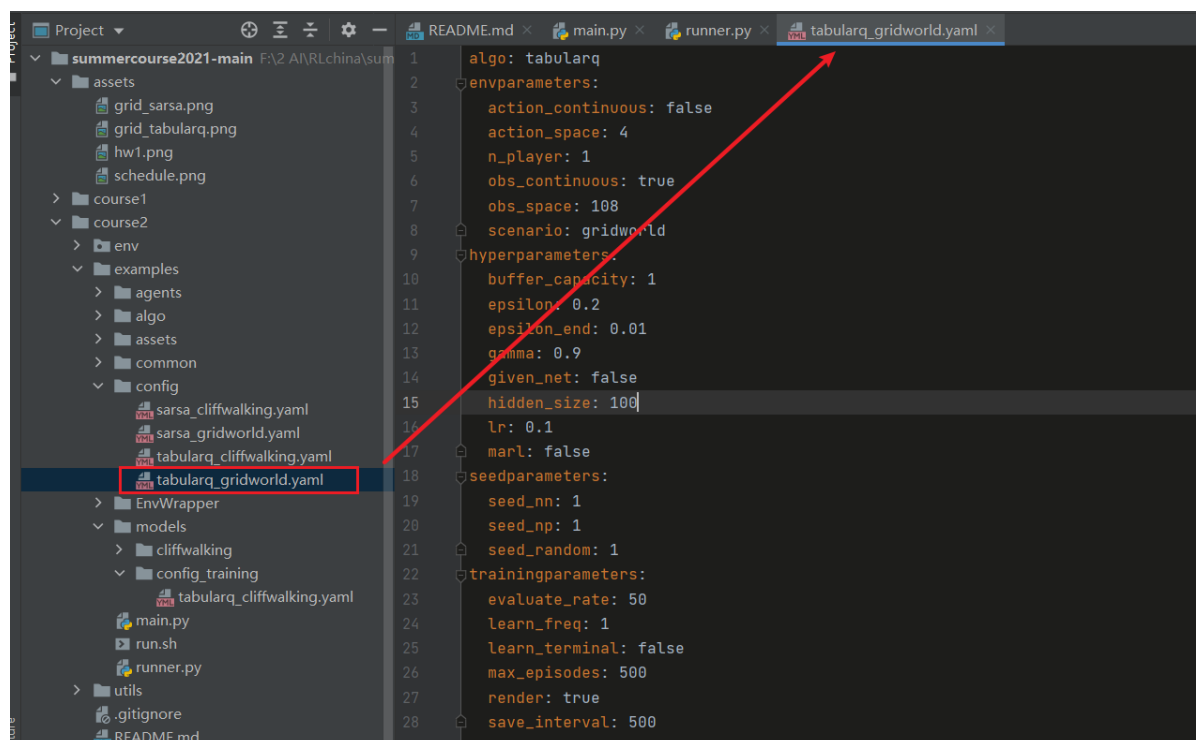 Project
README.md
main.py
runner.py
tabularq_gridworld.yaml
Project
summercourse2021-main F:\2 AI\RLchina\sum
assets
grid_sarsa.png
grid_tabularq.png
hw1.png
schedule.png
course1
course2
env
examples
agents
algo
assets
common
config
sarsa_cliffwalking.yaml
sarsa_gridworld.yaml
tabularq_cliffwalking.yaml
tabularq_gridworld.yaml
EnvWrapper
models
cliffwalking
config_training
tabularq_cliffwalking.yaml
main.py
run.sh
runner.py
utils
.gitignore
README.md
1 algo: tabularq
2 envparameters:
3 action_continuous: false
4 action_space: 4
5 n_player: 1
6 obs_continuous: true
7 obs_space: 108
8 scenario: gridworld
9 hyperparameters:
10 buffer_capacity: 1
11 epsilon: 0.2
12 epsilon_end: 0.01
13 gamma: 0.9
14 given_net: false
15 hidden_size: 100
16 lr: 0.1
17 marl: false
18 seedparameters:
19 seed_nn: 1
20 seed_np: 1
21 seed_random: 1
22 trainingparameters:
23 evaluate_rate: 50
24 learn_freq: 1
25 learn_terminal: false
26 max_episodes: 500
27 render: true
28 save_interval: 500